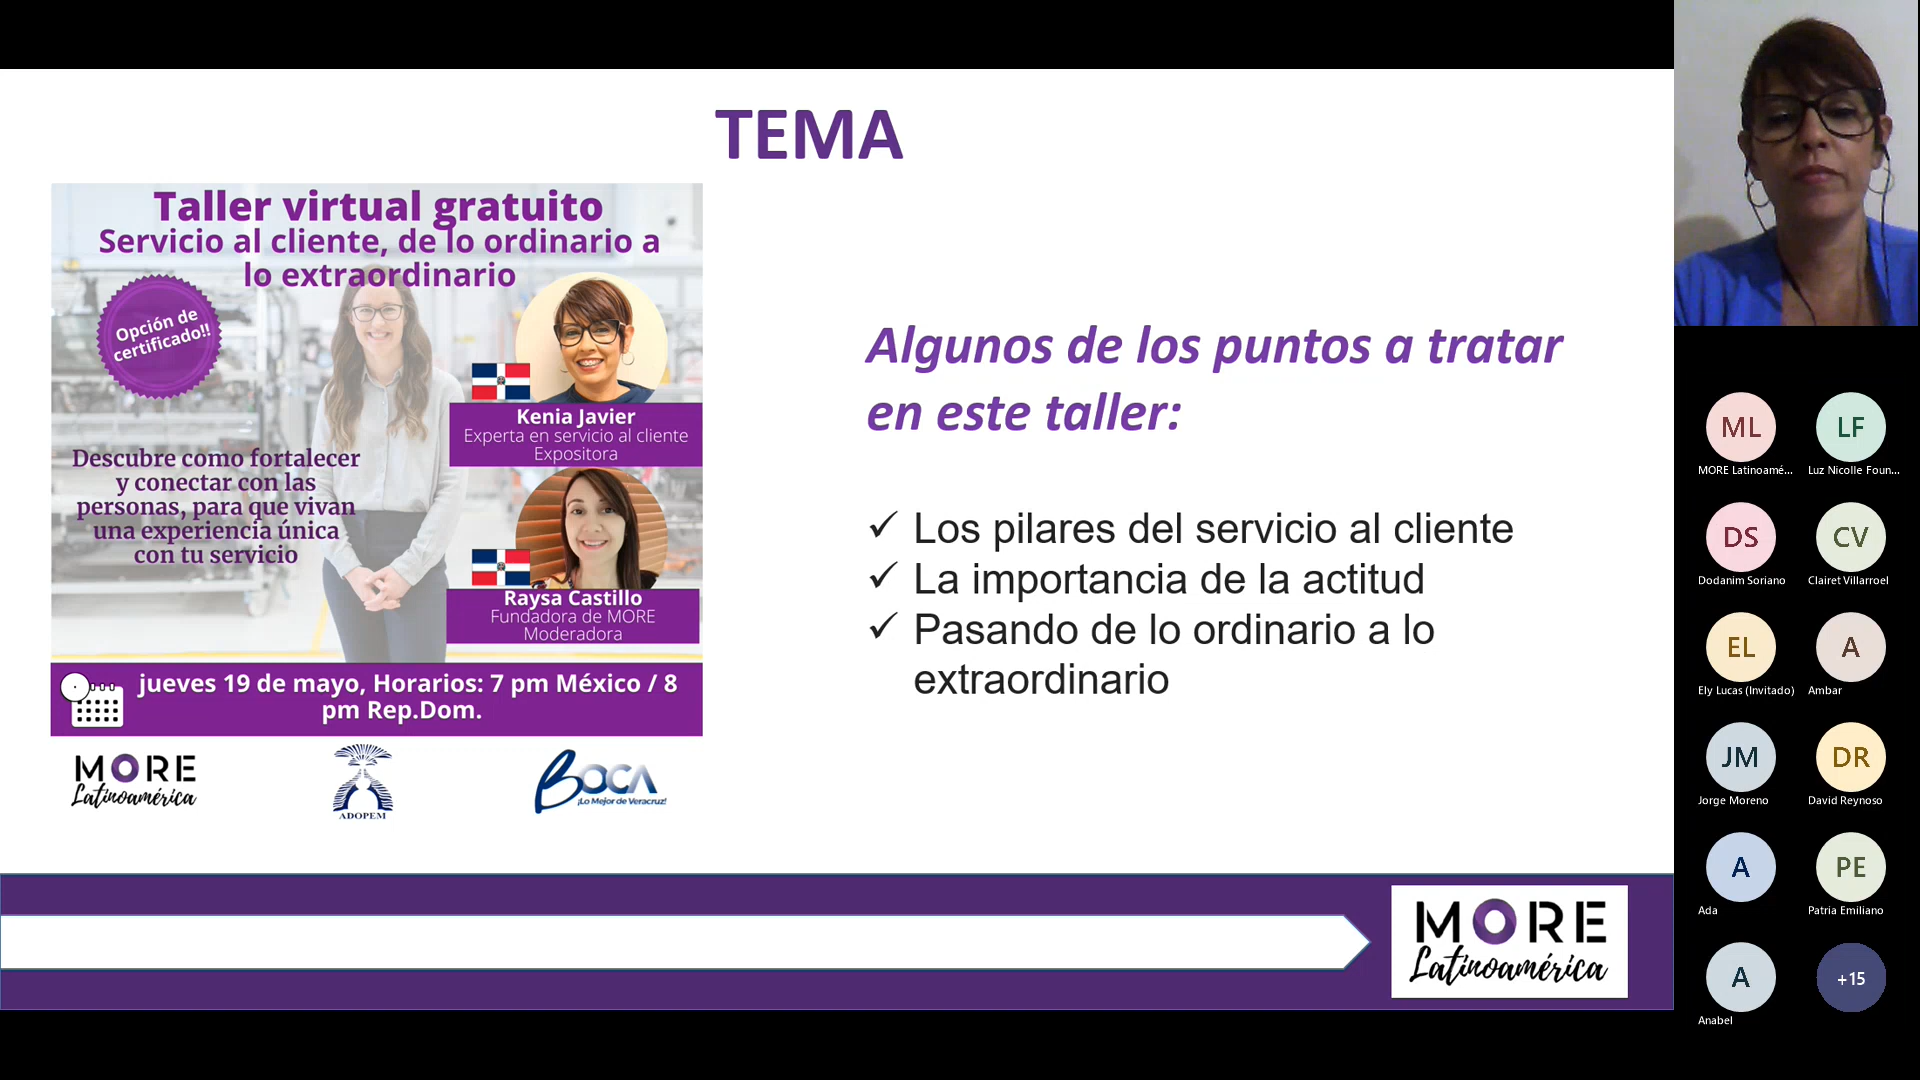 TEMA
Taller virtual gratuito
Servicio al cliente, de lo ordinario a
lo extraordinario
Opción de
certificado!!
Kenia Javier
Experta en servicio al cliente
Expositora
Descubre como fortalecer
y conectar con las
personas, para que vivan
una experiencia única
con tu servicio
Raysa Castillo
Fundadora de MORE
Moderadora
jueves 19 de mayo, Horarios: 7 pm México / 8
pm Rep.Dom.
MORE
Latinoamérica
ADOPEM
BOCA
¡Lo Mejor de Veracruz!
Algunos de los puntos a tratar
en este taller:
✓ Los pilares del servicio al cliente
✓ La importancia de la actitud
✓ Pasando de lo ordinario a lo
extraordinario
MORE
Latinoamérica
ML
LF
MORE Latinoamé...
Luz Nicolle Foun...
DS
CV
Dodanim Soriano
Clairet Villarroel
EL
A
Ely Lucas (Invitado)
Ambar
JM
DR
Jorge Moreno
David Reynoso
A
PE
Ada
Patria Emiliano
A
+15
Anabel